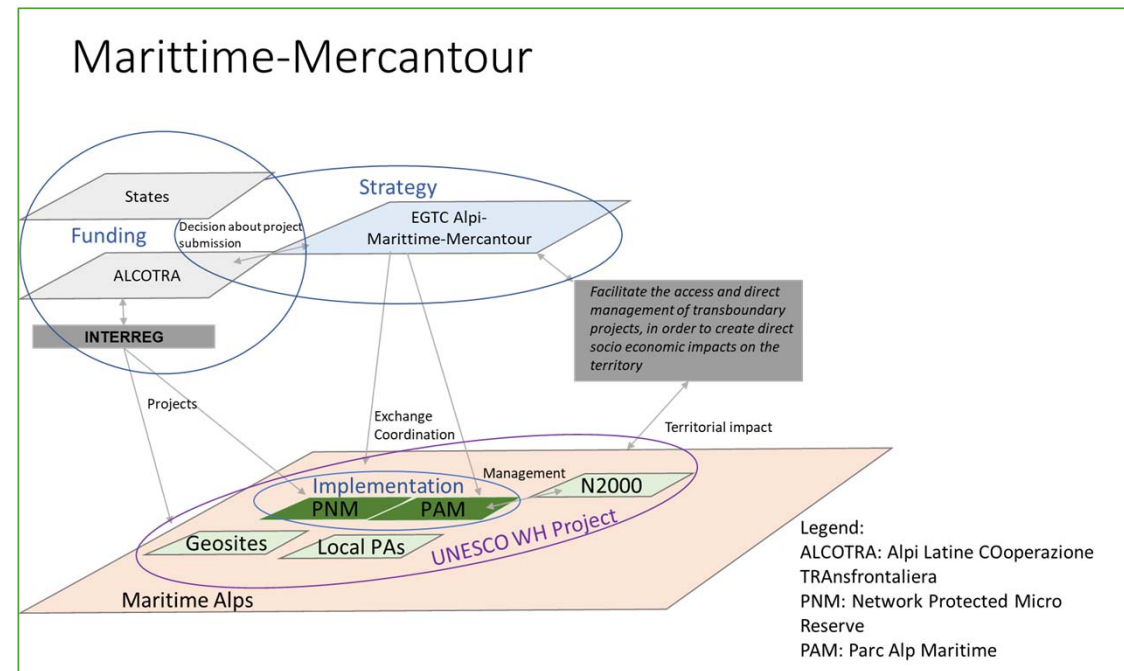 Marittime-Mercantour
States
Strategy
Funding
Decision about project
submission
EGTC Alpi-
Marittime-Mercantour
ALCOTRA
INTERREG
Facilitate the access and direct
management of transboundary
projects, in order to create direct
socio economic impacts on the
territory
Projects
Exchange
Coordination
Territorial impact
Management
Implementation
N2000
PNM
PAM
Geosites
Local PAs
UNESCO WH Project
Maritime Alps
Legend:
ALCOTRA: Alpi Latine COoperazione
TRAnsfrontaliera
PNM: Network Protected Micro
Reserve
PAM: Parc Alp Maritime